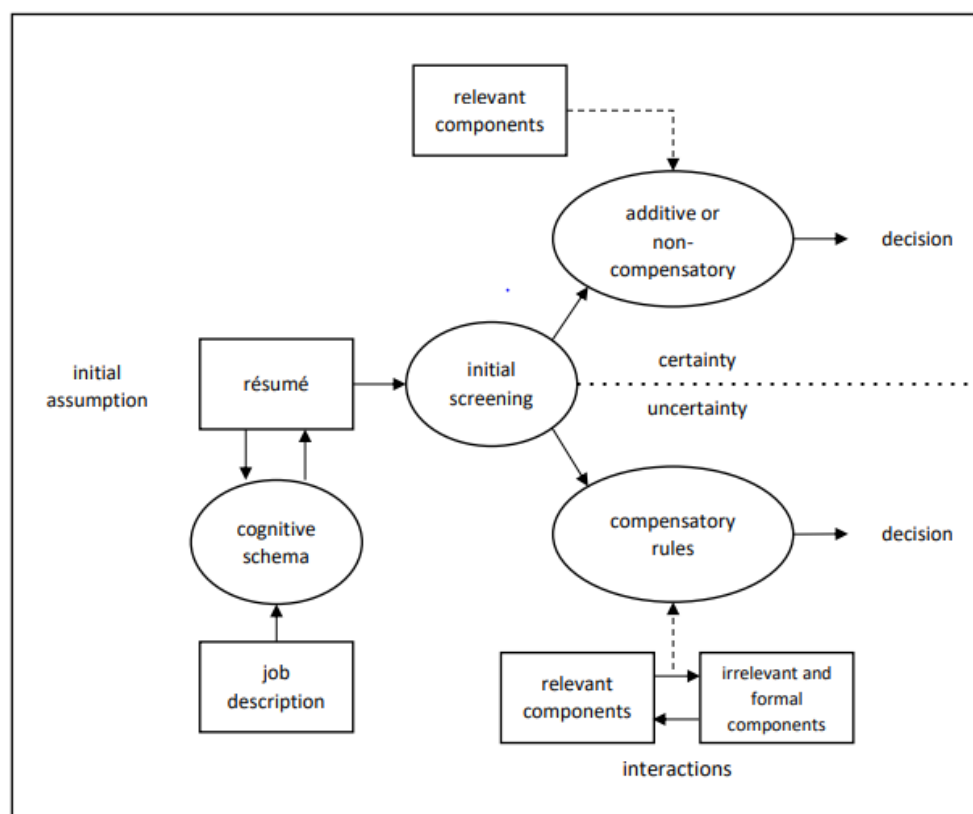 relevant
components
additive or
non-
compensatory
decision
initial
assumption
résumé
initial
screening
certainty
uncertainty
cognitive
schema
compensatory
rules
decision
job
description
relevant
components
irrelevant and
formal
components
interactions